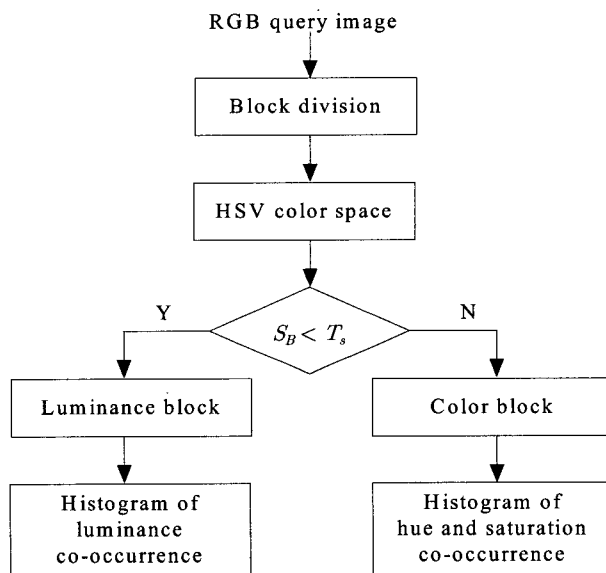 RGB query image
Block division
HSV color space
Y
N
S_B < T_s
Luminance block
Color block
Histogram of
luminance
co-occurrence
Histogram of
hue and saturation
co-occurrence